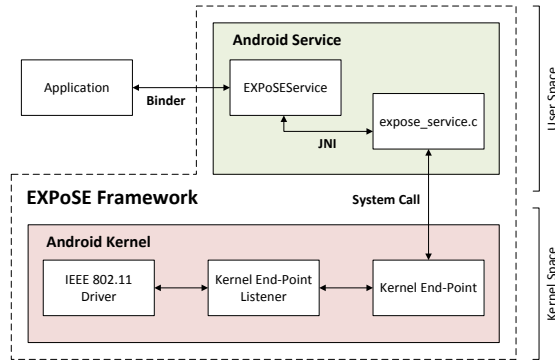 Android Service
Application
EXPoSEService
Binder
expose_service.c
JNI
User Space
EXPoSE Framework
System Call
Android Kernel
IEEE 802.11
Driver
Kernel End-Point
Listener
Kernel End-Point
Kernel Space